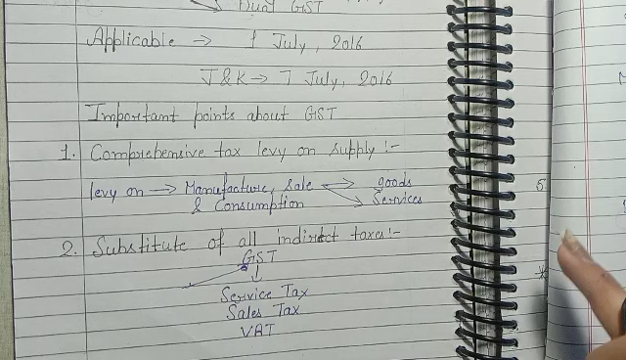 Dual GST
Applicable → 1 July, 2016
J&K → 7 July, 2016
Important points about GST
1. Comprehensive tax levy on supply :-
levy on → Manufacture, sale → goods
& Consumption → Services
2. Substitute of all indirect taxes :-
GST
↓
Service Tax
Sales Tax
VAT
5